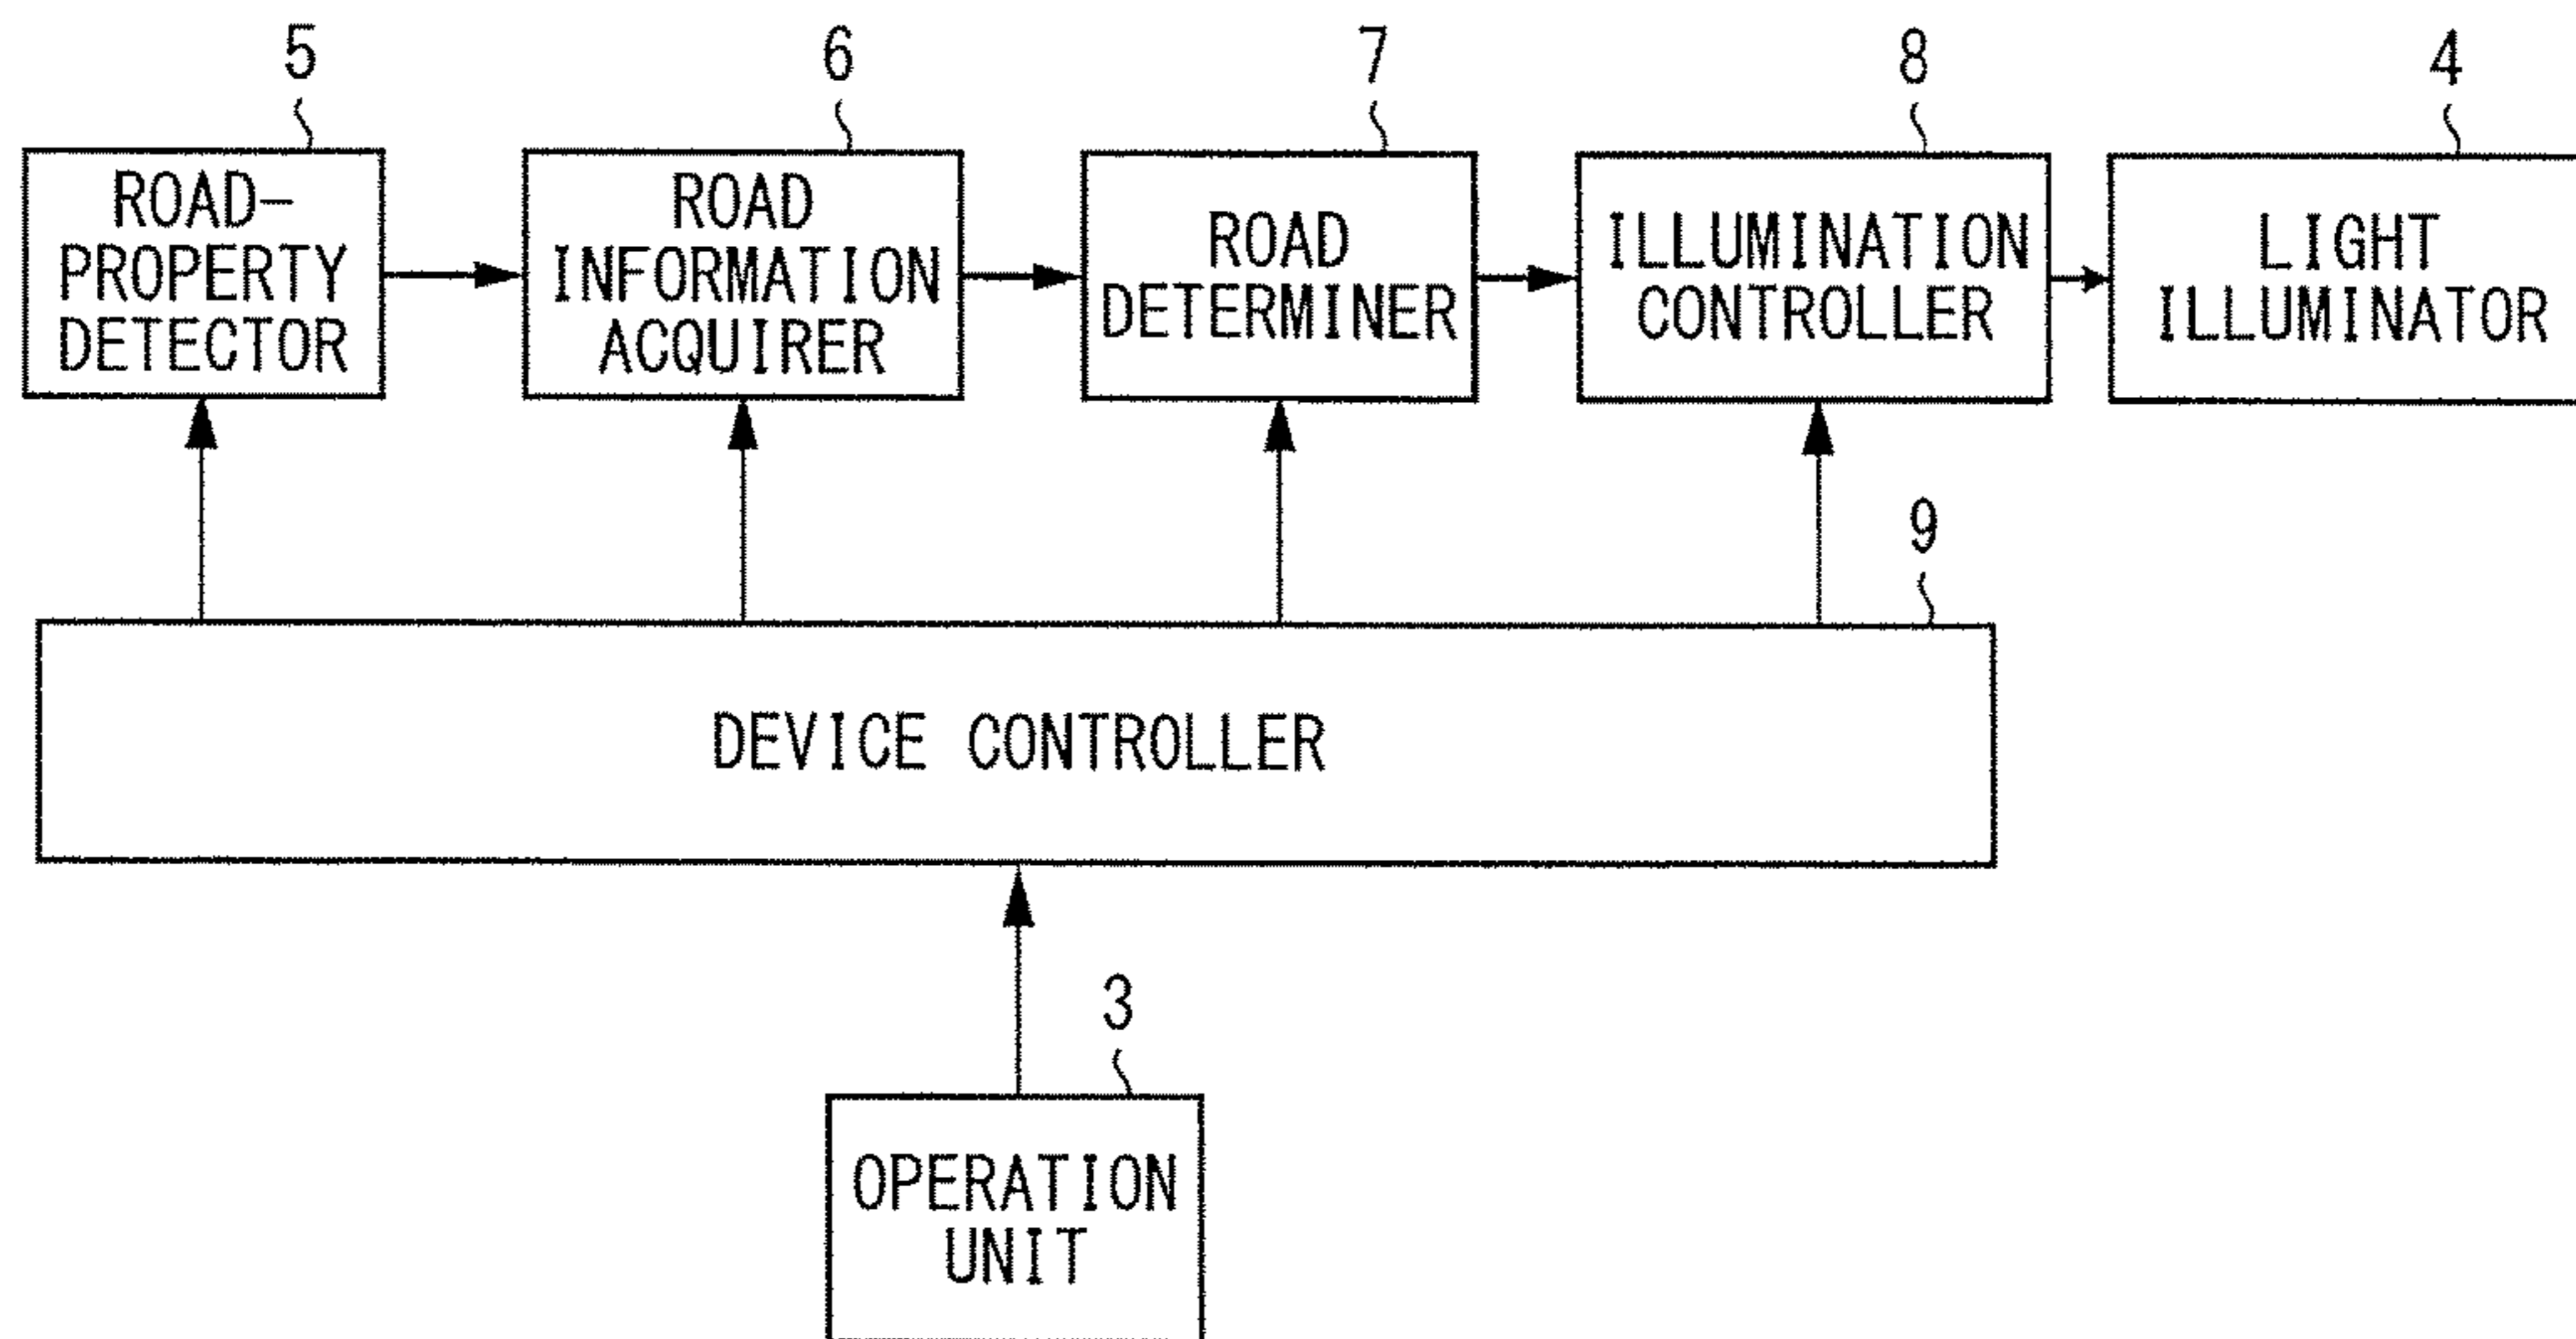 5
6
7
8
4
ROAD-
PROPERTY
DETECTOR
ROAD
INFORMATION
ACQUIRER
ROAD
DETERMINER
ILLUMINATION
CONTROLLER
LIGHT
ILLUMINATOR
9
DEVICE CONTROLLER
3
OPERATION
UNIT